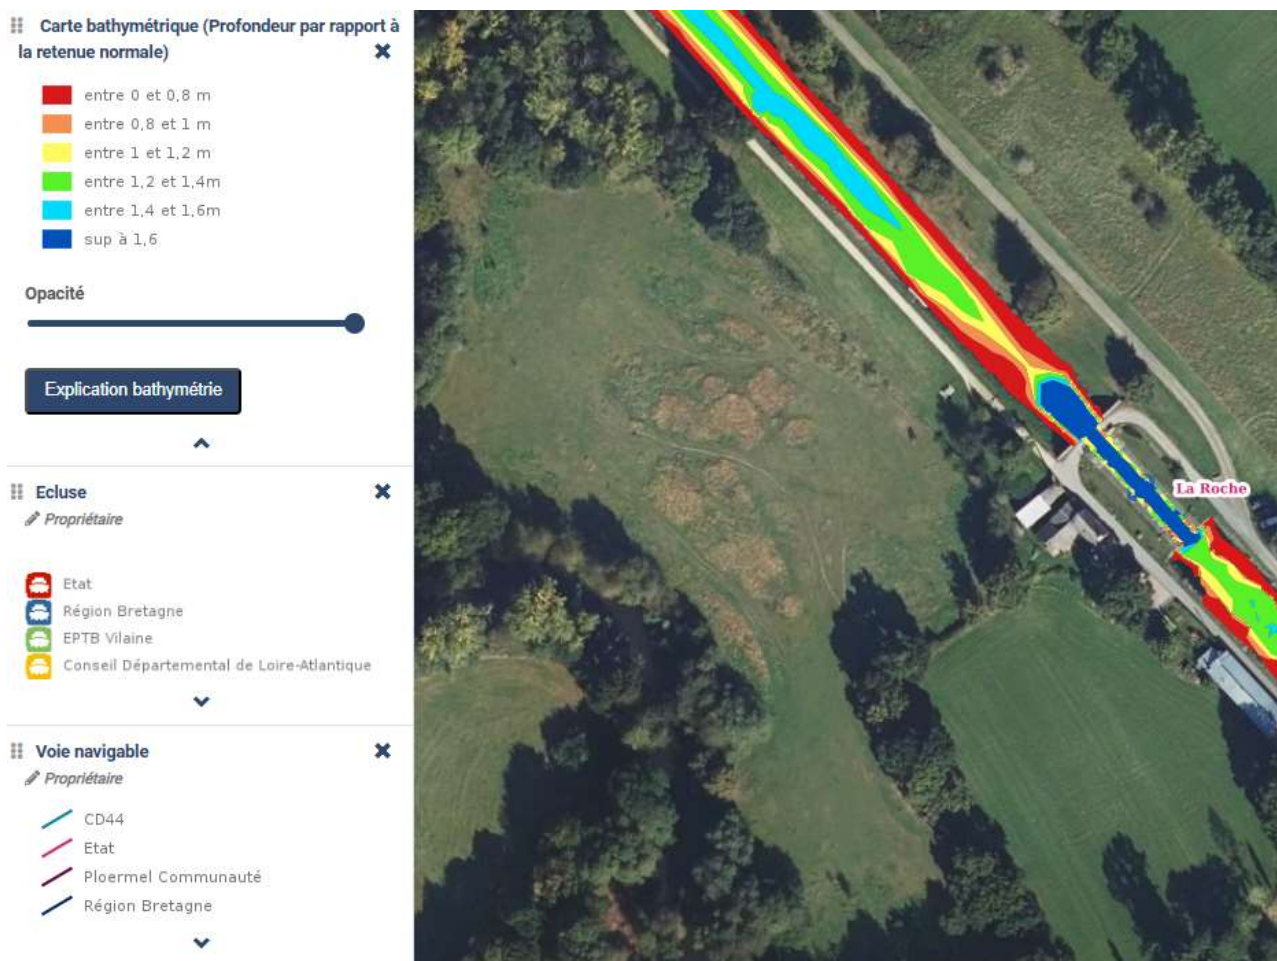 Carte bathymétrique (Profondeur par rapport à
la retenue normale)
entre 0 et 0,8 m
entre 0,8 et 1 m
entre 1 et 1,2 m
entre 1,2 et 1,4m
entre 1,4 et 1,6m
sup à 1,6
Opacité
Explication bathymétrie
Ecluse
Propriétaire
Etat
Région Bretagne
EPTB Vilaine
Conseil Départemental de Loire-Atlantique
Voie navigable
Propriétaire
CD44
Etat
Ploermel Communauté
Région Bretagne
La Roche